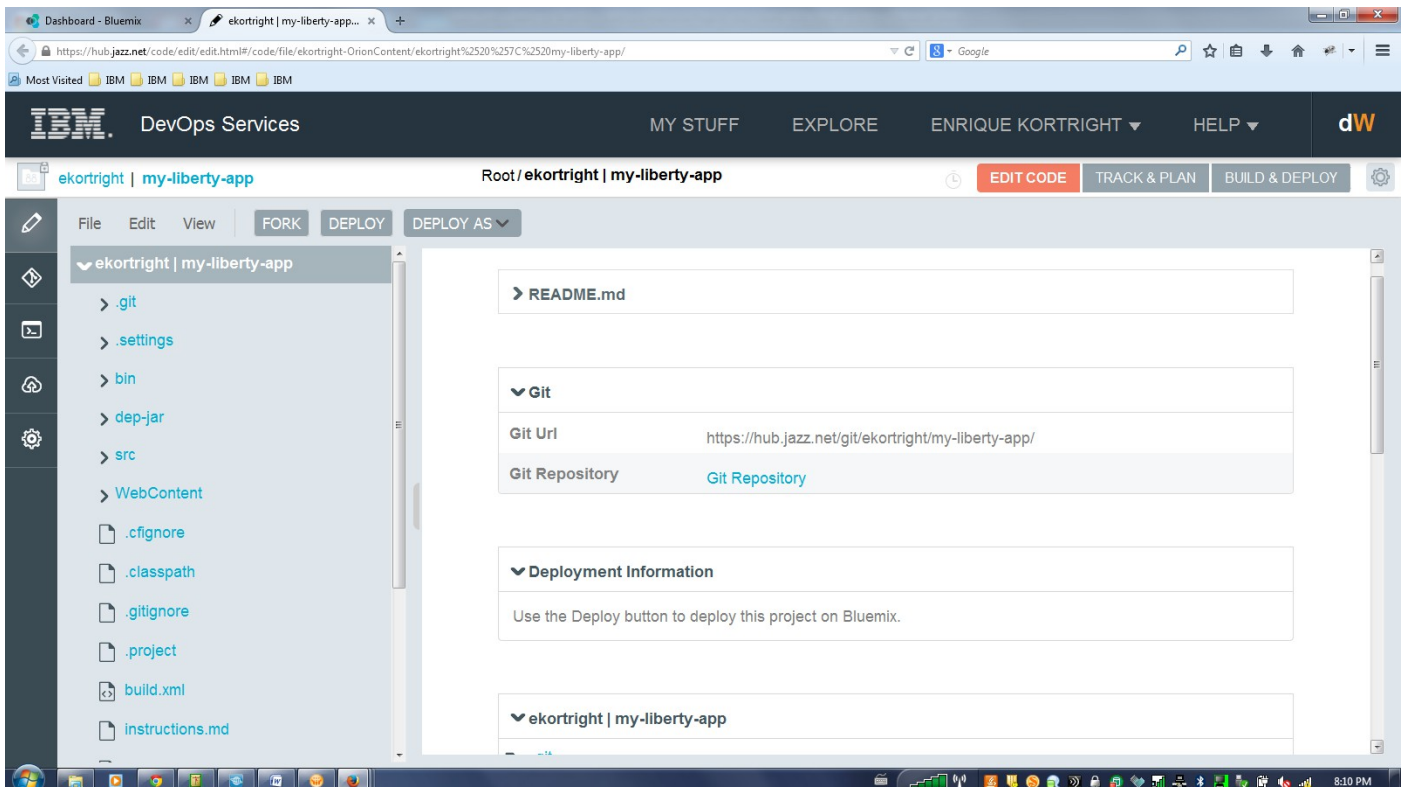 Dashboard - Bluemix
ekortright | my-liberty-app...
https://hub.jazz.net/code/edit/edit.html#/code/file/ekortright-OrionContent/ekortright%2520%257C%2520my-liberty-app/
Google
Most Visited IBM IBM IBM IBM IBM
IBM. DevOps Services MY STUFF EXPLORE ENRIQUE KORTRIGHT HELP dW
ekortright | my-liberty-app Root / ekortright | my-liberty-app EDIT CODE TRACK & PLAN BUILD & DEPLOY
File Edit View FORK DEPLOY DEPLOY AS
ekortright | my-liberty-app
.git
.settings
bin
dep-jar
src
WebContent
.cfignore
.classpath
.gitignore
.project
build.xml
instructions.md
README.md
Git
Git Url https://hub.jazz.net/git/ekortright/my-liberty-app/
Git Repository Git Repository
Deployment Information
Use the Deploy button to deploy this project on Bluemix.
ekortright | my-liberty-app
8:10 PM